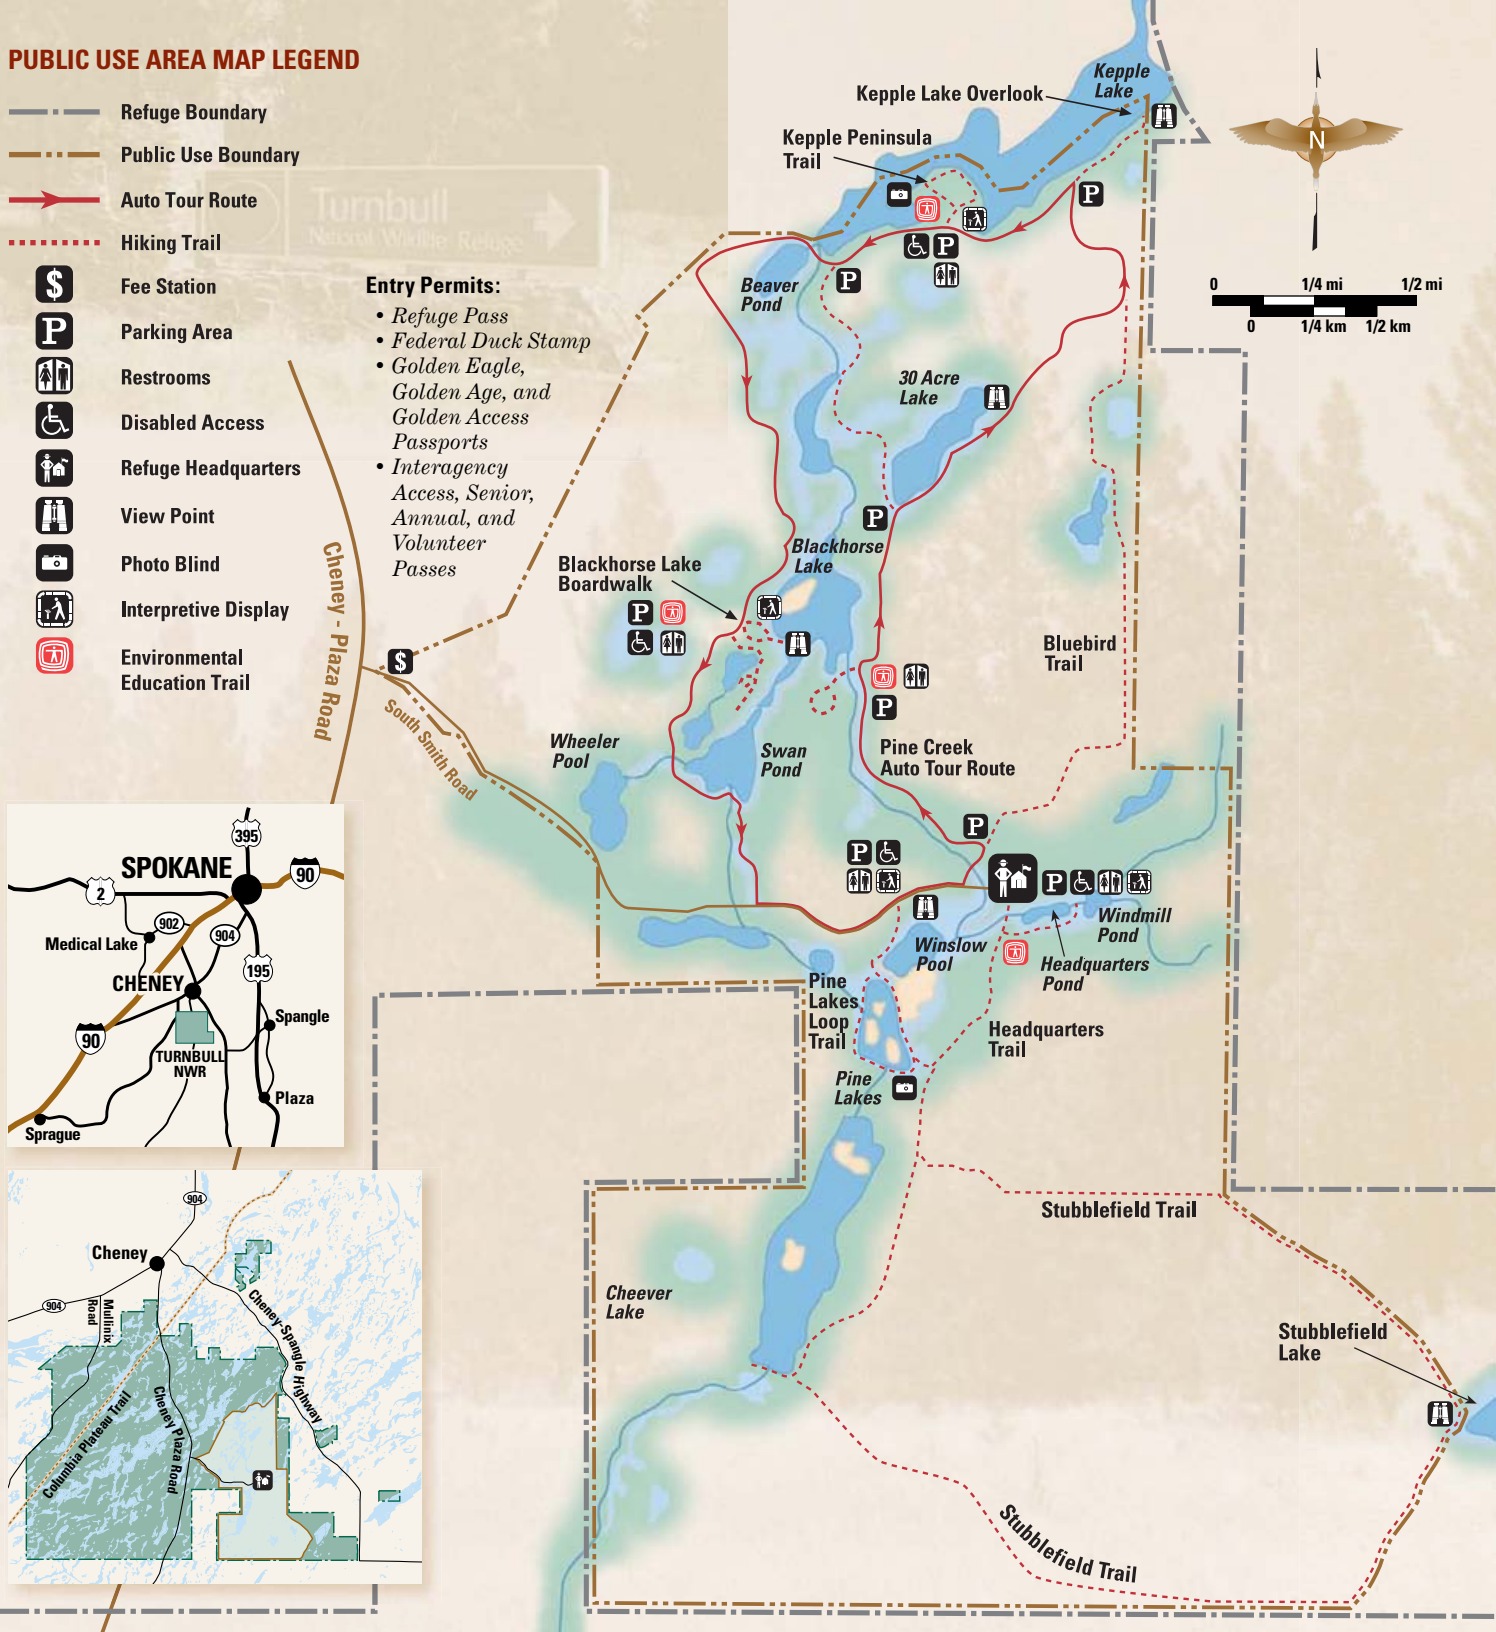 PUBLIC USE AREA MAP LEGEND
Refuge Boundary
Public Use Boundary
Auto Tour Route
Hiking Trail
$
Fee Station
P
Parking Area
Restrooms
Disabled Access
Refuge Headquarters
View Point
Photo Blind
Interpretive Display
Environmental
Education Trail
Turnbull
National Wildlife Refuge
Entry Permits:
• Refuge Pass
• Federal Duck Stamp
• Golden Eagle,
Golden Age, and
Golden Access
Passports
• Interagency
Access, Senior,
Annual, and
Volunteer
Passes
Kepple
Lake
Kepple Lake Overlook
Kepple Peninsula
Trail
N
0 1/4 mi 1/2 mi
0 1/4 km 1/2 km
P
P
P
Beaver
Pond
30 Acre
Lake
P
Blackhorse
Lake
Blackhorse Lake
Boardwalk
P
Cheney - Plaza Road
$
South Smith Road
Bluebird
Trail
P
Wheeler
Pool
Swan
Pond
Pine Creek
Auto Tour Route
P
P
P
Windmill
Pond
Winslow
Pool
Headquarters
Pond
Pine
Lakes
Loop
Trail
Headquarters
Trail
Pine
Lakes
Stubblefield Trail
Cheever
Lake
Stubblefield
Lake
Stubblefield Trail
395
SPOKANE
90
2
902
904
Medical Lake
195
CHENEY
Spangle
90
TURNBULL
NWR
Plaza
Sprague
904
Cheney
904
Mullinix
Road
Cheney-Spangle Highway
Columbia Plateau Trail
Cheney Plaza Road